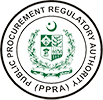 PUBLIC PROCUREMENT REGULATORY AUTHORITY
(PPRA)